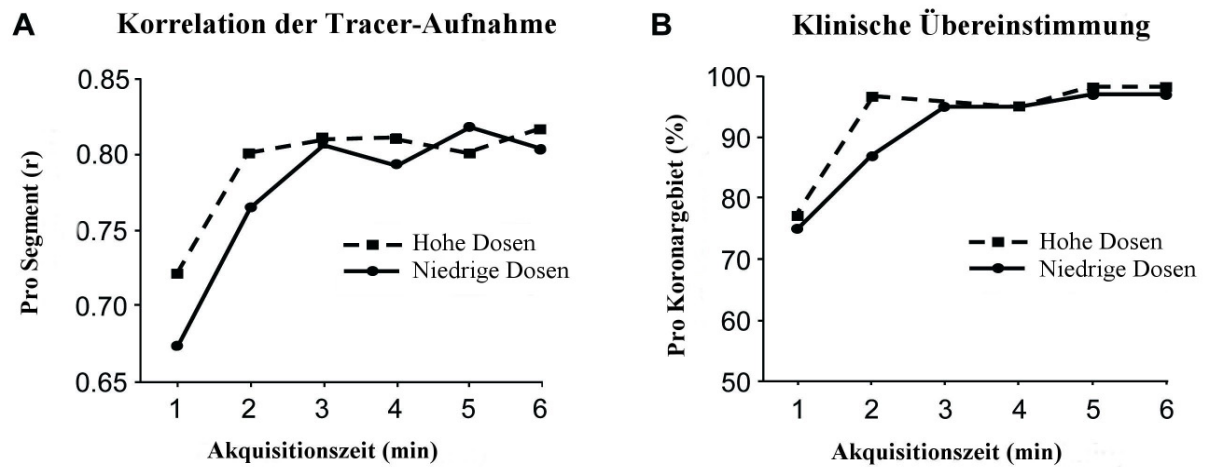 A
Korrelation der Tracer-Aufnahme
0.85
0.80
0.75
0.70
0.65
Pro Segment (r)
Hohe Dosen
Niedrige Dosen
1 2 3 4 5 6
Akquisitionszeit (min)
B
Klinische Übereinstimmung
100
90
80
70
60
50
Pro Koronargebiet (%)
Hohe Dosen
Niedrige Dosen
1 2 3 4 5 6
Akquisitionszeit (min)